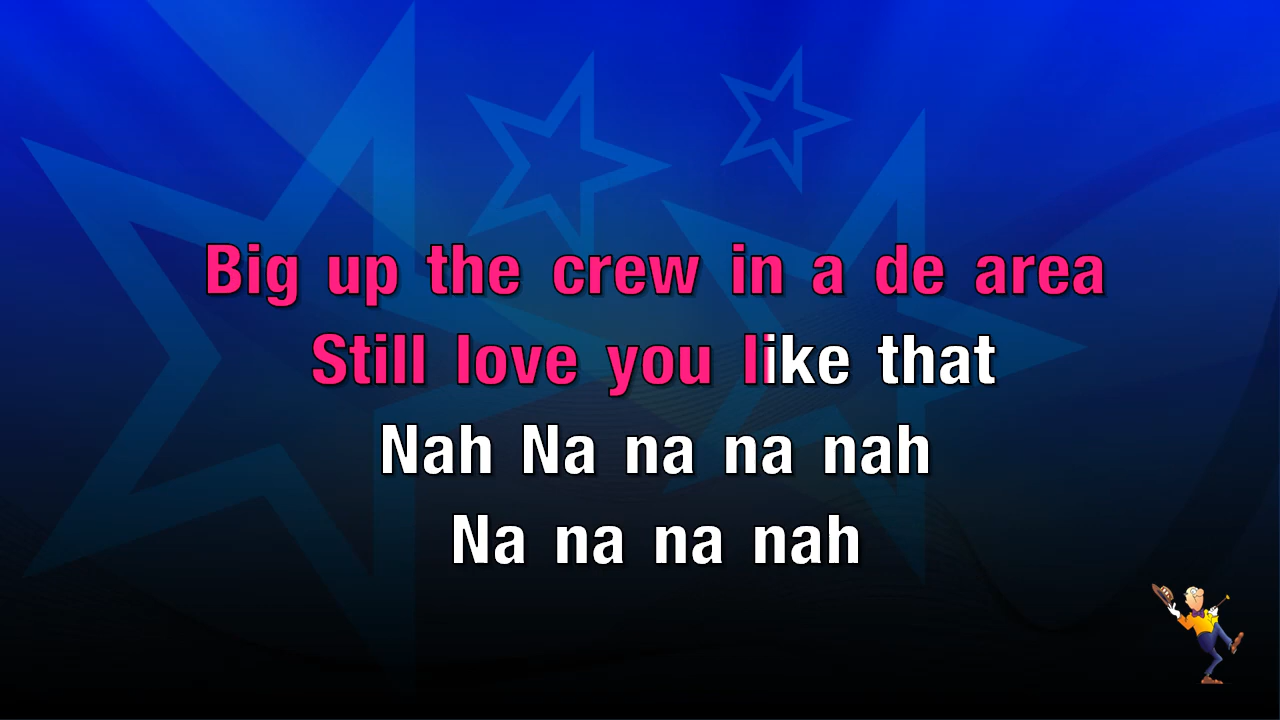 Big up the crew in a de area
Still love you like that
Nah Na na na nah
Na na na nah